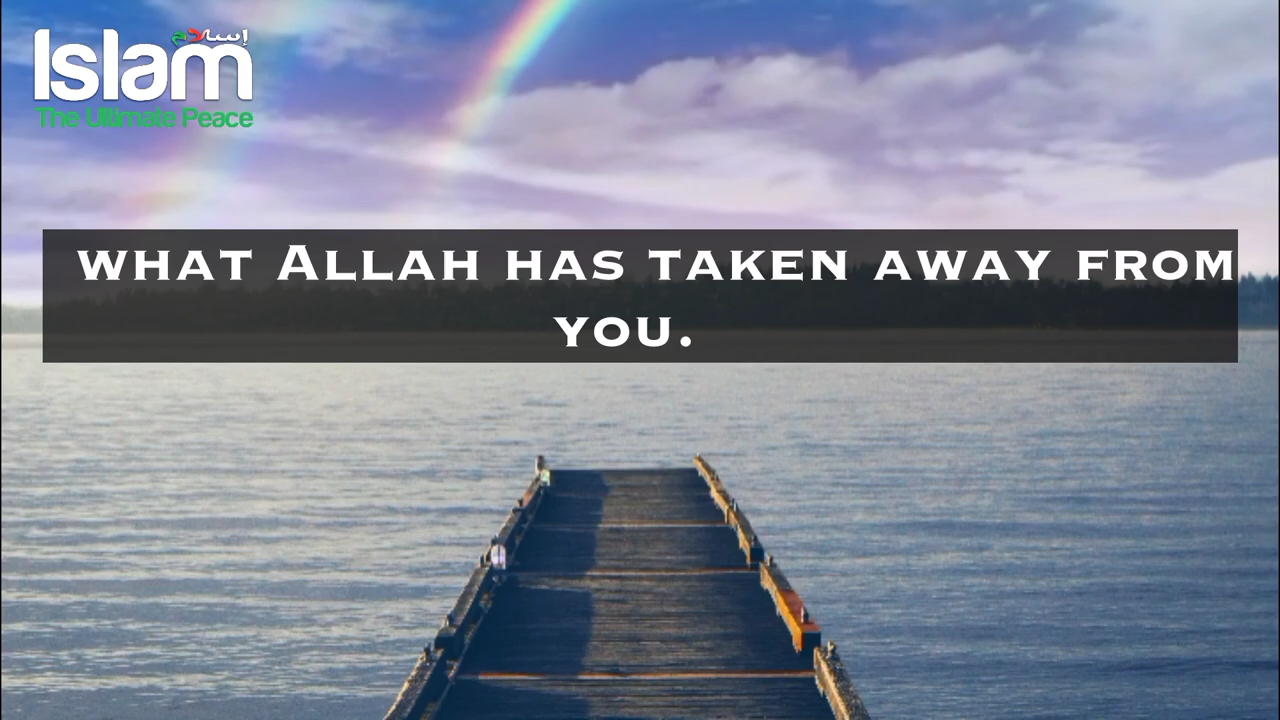 إسلام
Islam
The Ultimate Peace
WHAT ALLAH HAS TAKEN AWAY FROM
YOU.